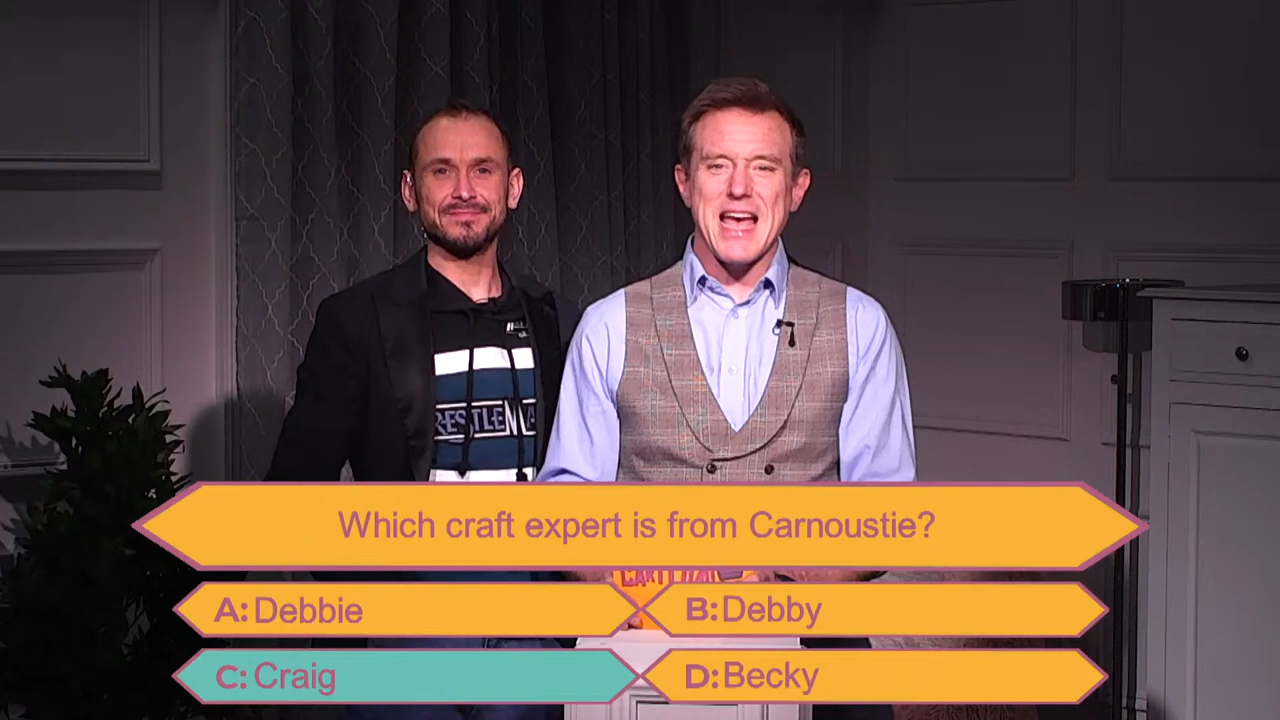 Which craft expert is from Carnoustie?
A: Debbie
B: Debby
C: Craig
D: Becky